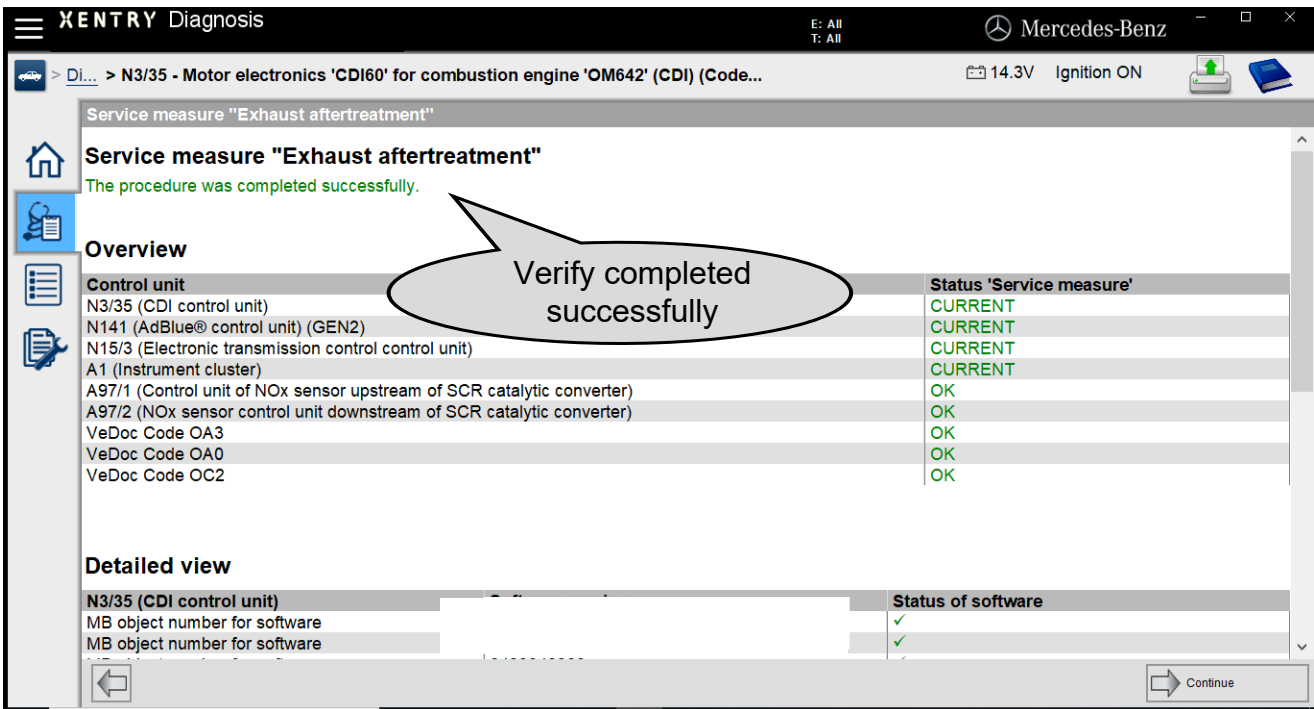 XENTRY Diagnosis
E: All
T: All
Mercedes-Benz
> Di... > N3/35 - Motor electronics 'CDI60' for combustion engine 'OM642' (CDI) (Code...
14.3V Ignition ON
Service measure "Exhaust aftertreatment"
Service measure "Exhaust aftertreatment"
The procedure was completed successfully.
Verify completed
successfully
Overview
Control unit Status 'Service measure'
N3/35 (CDI control unit) CURRENT
N141 (AdBlue® control unit) (GEN2) CURRENT
N15/3 (Electronic transmission control control unit) CURRENT
A1 (Instrument cluster) CURRENT
A97/1 (Control unit of NOx sensor upstream of SCR catalytic converter) OK
A97/2 (NOx sensor control unit downstream of SCR catalytic converter) OK
VeDoc Code OA3 OK
VeDoc Code OA0 OK
VeDoc Code OC2 OK
Detailed view
N3/35 (CDI control unit) Status of software
MB object number for software ✓
MB object number for software ✓
Continue